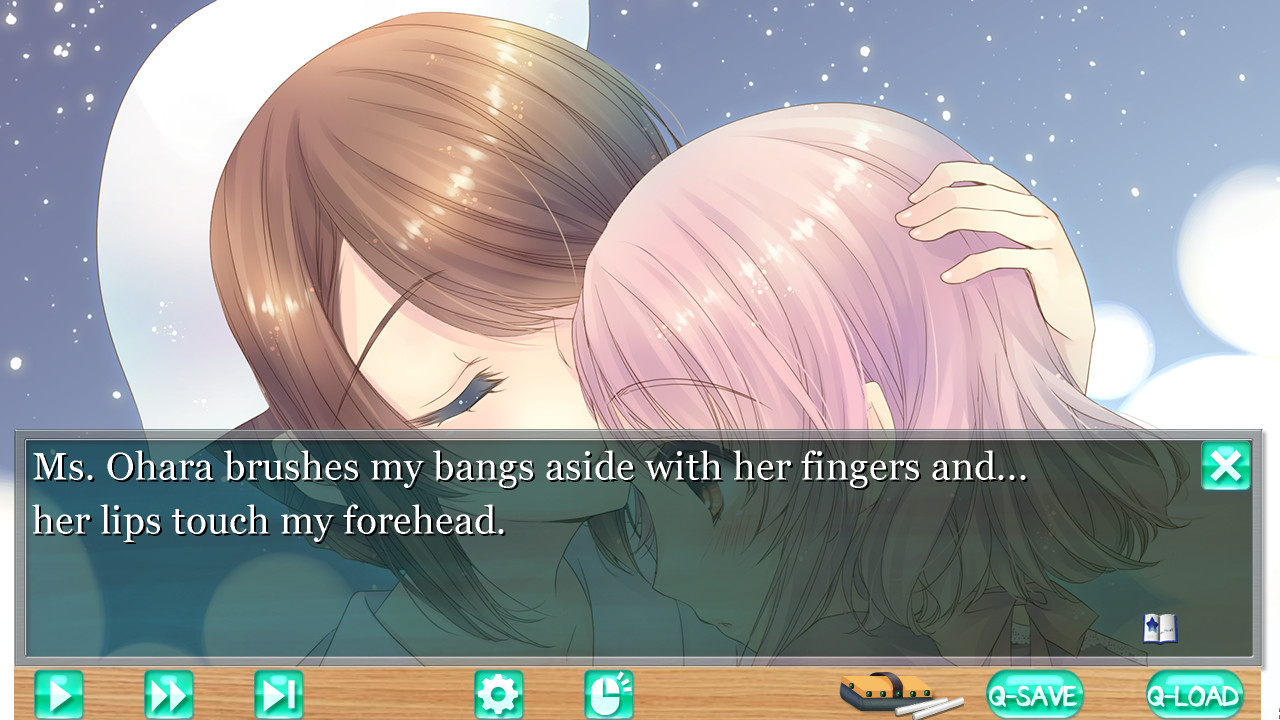 Ms. Ohara brushes my bangs aside with her fingers and...
her lips touch my forehead.
Q-SAVE
Q-LOAD